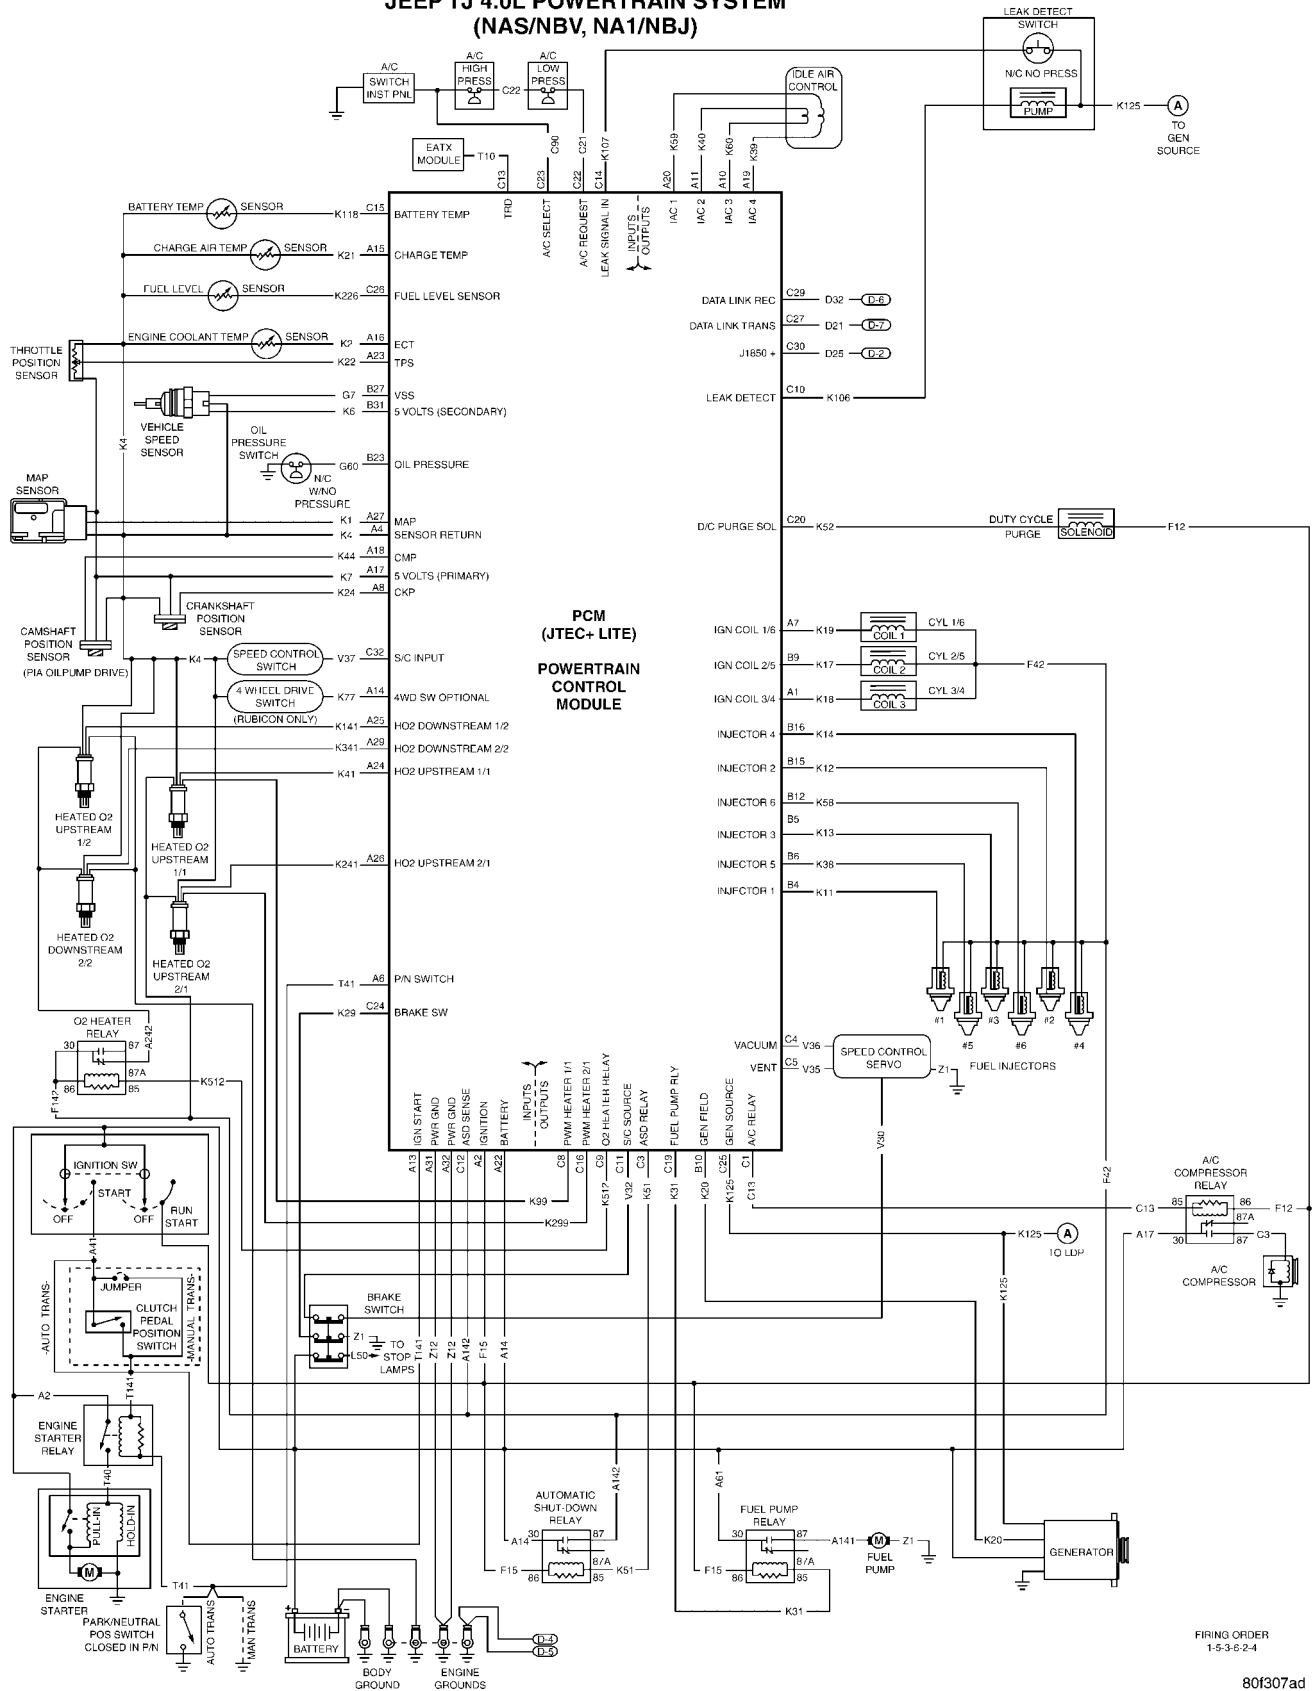 JEEP TJ 4.0L POWERTRAIN SYSTEM
(NAS/NBV, NA1/NBJ)
LEAK DETECT
SWITCH
N/C NO PRESS
PUMP
K125
A
TO
GEN
SOURCE
A/C
SWITCH
INST PNL
A/C
HIGH
PRESS
C22
A/C
LOW
PRESS
IDLE AIR
CONTROL
EATX
MODULE
T10
C90
C21
K107
K59
K40
K60
K39
C13
C23
C22
C14
A20
A11
A10
A19
TRD
A/C SELECT
A/C REQUEST
LEAK SIGNAL IN
INPUTS
OUTPUTS
IAC 1
IAC 2
IAC 3
IAC 4
BATTERY TEMP SENSOR
K118 C15 BATTERY TEMP
CHARGE AIR TEMP SENSOR
K21 A15 CHARGE TEMP
FUEL LEVEL SENSOR
K226 C26 FUEL LEVEL SENSOR
ENGINE COOLANT TEMP SENSOR
K2 A16 ECT
THROTTLE
POSITION
SENSOR
K22 A23 TPS
G7 B27 VSS
K6 B31 5 VOLTS (SECONDARY)
VEHICLE
SPEED
SENSOR
K4
OIL
PRESSURE
SWITCH
G60 B23 OIL PRESSURE
N/C
W/NO
PRESSURE
MAP
SENSOR
K1 A27 MAP
K4 A4 SENSOR RETURN
K44 A18 CMP
K7 A17 5 VOLTS (PRIMARY)
K24 A8 CKP
CRANKSHAFT
POSITION
SENSOR
CAMSHAFT
POSITION
SENSOR
(PIA OILPUMP DRIVE)
K4
SPEED CONTROL
SWITCH
V37 C32 S/C INPUT
4 WHEEL DRIVE
SWITCH
(RUBICON ONLY)
K77 A14 4WD SW OPTIONAL
K141 A25 HO2 DOWNSTREAM 1/2
K341 A29 HO2 DOWNSTREAM 2/2
K41 A24 HO2 UPSTREAM 1/1
HEATED O2
UPSTREAM
1/2
HEATED O2
UPSTREAM
1/1
K241 A26 HO2 UPSTREAM 2/1
HEATED O2
DOWNSTREAM
2/2
HEATED O2
UPSTREAM
2/1
T41 A6 P/N SWITCH
K29 C24 BRAKE SW
PCM
(JTEC+ LITE)
POWERTRAIN
CONTROL
MODULE
DATA LINK REC C29 D32 D-6
DATA LINK TRANS C27 D21 D-7
J1850 + C30 D25 D-2
LEAK DETECT C10 K106
D/C PURGE SOL C20 K52
DUTY CYCLE
PURGE
SOLENOID
F12
IGN COIL 1/6 A7 K19 COIL 1 CYL 1/6
IGN COIL 2/5 B9 K17 COIL 2 CYL 2/5
F42
IGN COIL 3/4 A1 K18 COIL 3 CYL 3/4
INJECTOR 4 B16 K14
INJECTOR 2 B15 K12
INJECTOR 6 B12 K58
INJECTOR 3 B5 K13
INJECTOR 5 B6 K38
INJECTOR 1 B4 K11
#1
#5
#3
#6
#2
#4
FUEL INJECTORS
VACUUM C4 V36
VENT C5 V35
SPEED CONTROL
SERVO
Z1
V30
F42
O2 HEATER
RELAY
30
87
87A
86
85
A242
K512
F142
INPUTS
OUTPUTS
IGN START
PWR GND
PWR GND
ASD SENSE
IGNITION
BATTERY
PWM HEATER 1/1
PWM HEATER 2/1
O2 HEATER RELAY
S/C SOURCE
ASD RELAY
FUEL PUMP RLY
GEN FIELD
GEN SOURCE
A/C RELAY
A13
A31
A32
C12
A2
A22
C8
C16
C9
C11
C3
C19
B10
C25
C1
K99
K299
K512
V32
K51
K31
K20
K125
C13
IGNITION SW
START
OFF
OFF
RUN
START
A41
JUMPER
CLUTCH
PEDAL
POSITION
SWITCH
-AUTO TRANS-
-MANUAL TRANS-
T141
A2
ENGINE
STARTER
RELAY
T40
PULL-IN
HOLD-IN
M
ENGINE
STARTER
T41
PARK/NEUTRAL
POS SWITCH
CLOSED IN P/N
AUTO TRANS
MAN TRANS
BRAKE
SWITCH
Z1
L50
TO
STOP
LAMPS
T141
Z12
Z12
A142
F15
A14
A/C
COMPRESSOR
RELAY
C13 85 86 F12
87A
A17 30 87 C3
A/C
COMPRESSOR
K125
A
TO LDP
K125
AUTOMATIC
SHUT-DOWN
RELAY
A142
A14 30 87
87A
F15 86 85 K51
FUEL PUMP
RELAY
A61
30 87 A141 M Z1
FUEL
PUMP
87A
F15 86 85
K31
K20
GENERATOR
BATTERY
BODY
GROUND
ENGINE
GROUNDS
D-4
D-5
FIRING ORDER
1-5-3-6-2-4
80f307ad